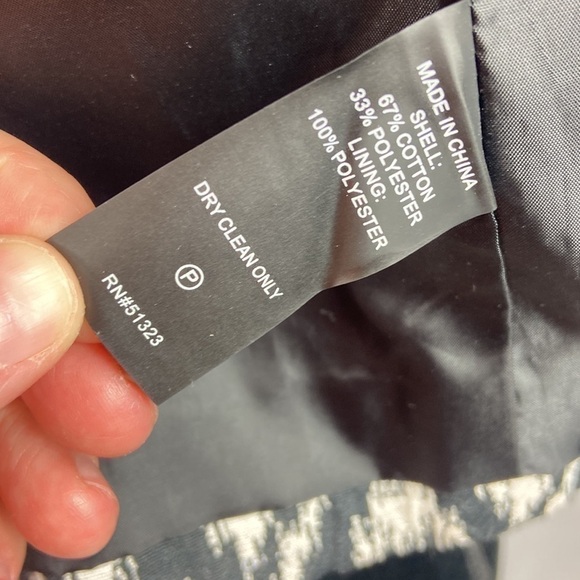 MADE IN CHINA
SHELL:
67% COTTON
33% POLYESTER
LINING:
100% POLYESTER
DRY CLEAN ONLY
P
RN#51323